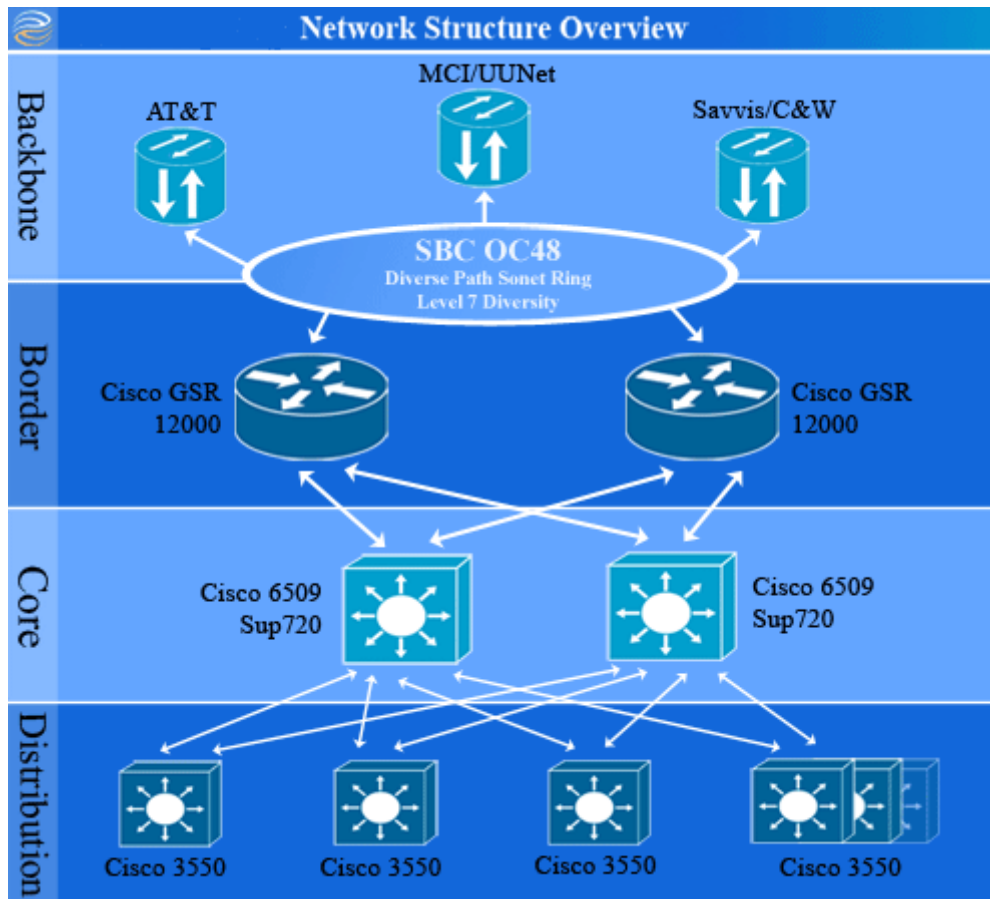 Network Structure Overview
Backbone
AT&T
MCI/UUNet
Savvis/C&W
SBC OC48
Diverse Path Sonet Ring
Level 7 Diversity
Border
Cisco GSR
12000
Cisco GSR
12000
Core
Cisco 6509
Sup720
Cisco 6509
Sup720
Distribution
Cisco 3550
Cisco 3550
Cisco 3550
Cisco 3550